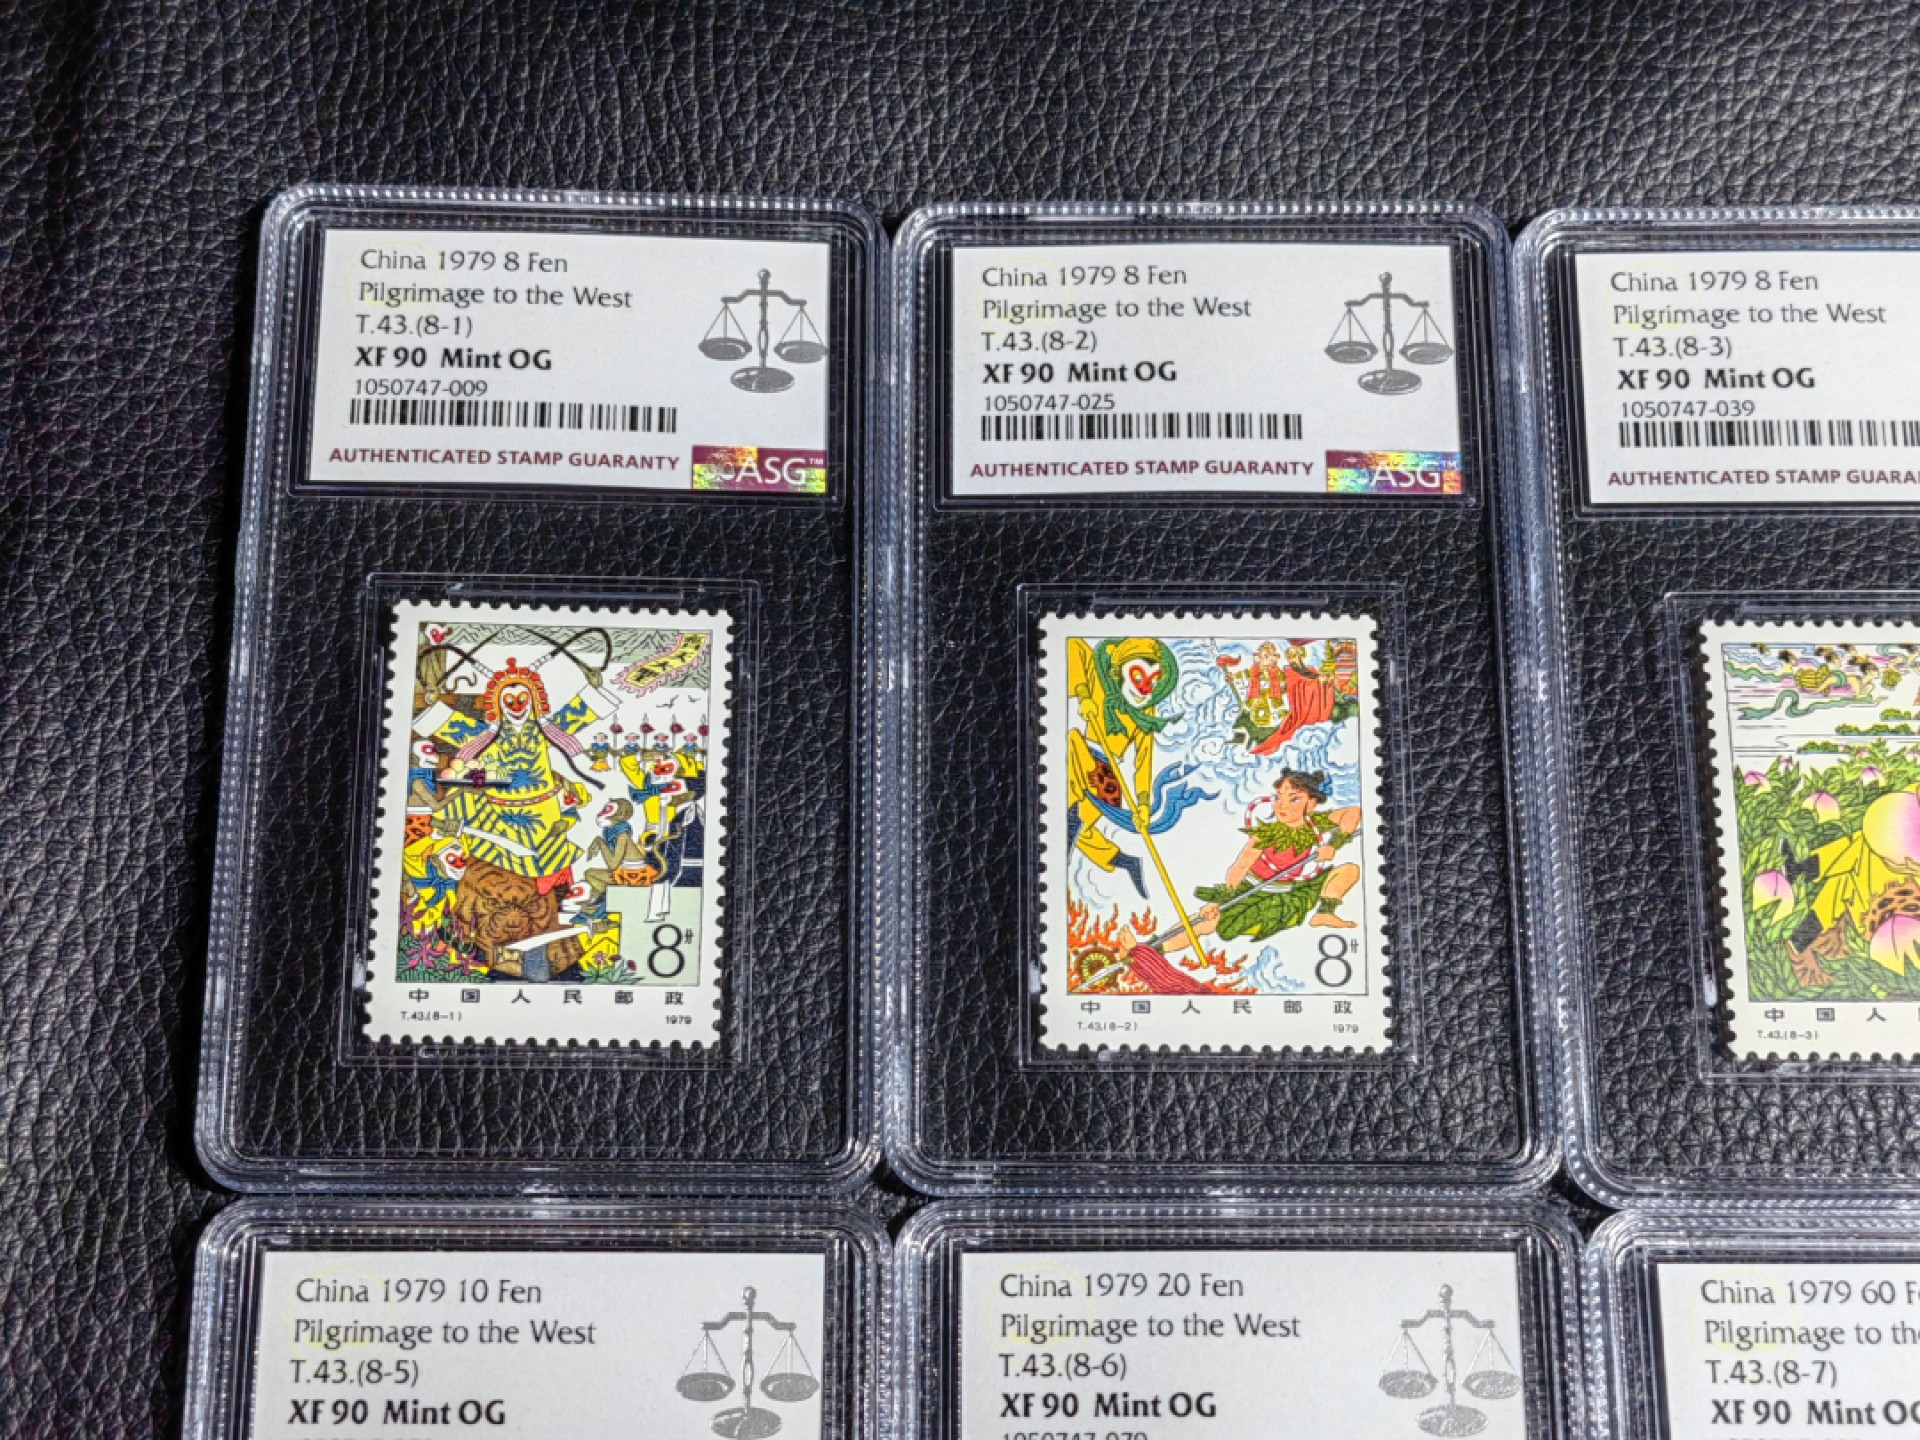 China 1979 8 Fen
Pilgrimage to the West
T.43.(8-1)
XF 90 Mint OG
1050747-009
AUTHENTICATED STAMP GUARANTY
ASG™
8分
中国人民邮政
T.43.(8-1)
1979
China 1979 8 Fen
Pilgrimage to the West
T.43.(8-2)
XF 90 Mint OG
1050747-025
AUTHENTICATED STAMP GUARANTY
ASG™
8分
中国人民邮政
T.43.(8-2)
1979
China 1979 8 Fen
Pilgrimage to the West
T.43.(8-3)
XF 90 Mint OG
1050747-039
AUTHENTICATED STAMP
中国人
T.43.(8-3)
China 1979 10 Fen
Pilgrimage to the West
T.43.(8-5)
XF 90 Mint OG
China 1979 20 Fen
Pilgrimage to the West
T.43.(8-6)
XF 90 Mint OG
China 1979 60
Pilgrimage to
T.43.(8-7)
XF 90 Mint